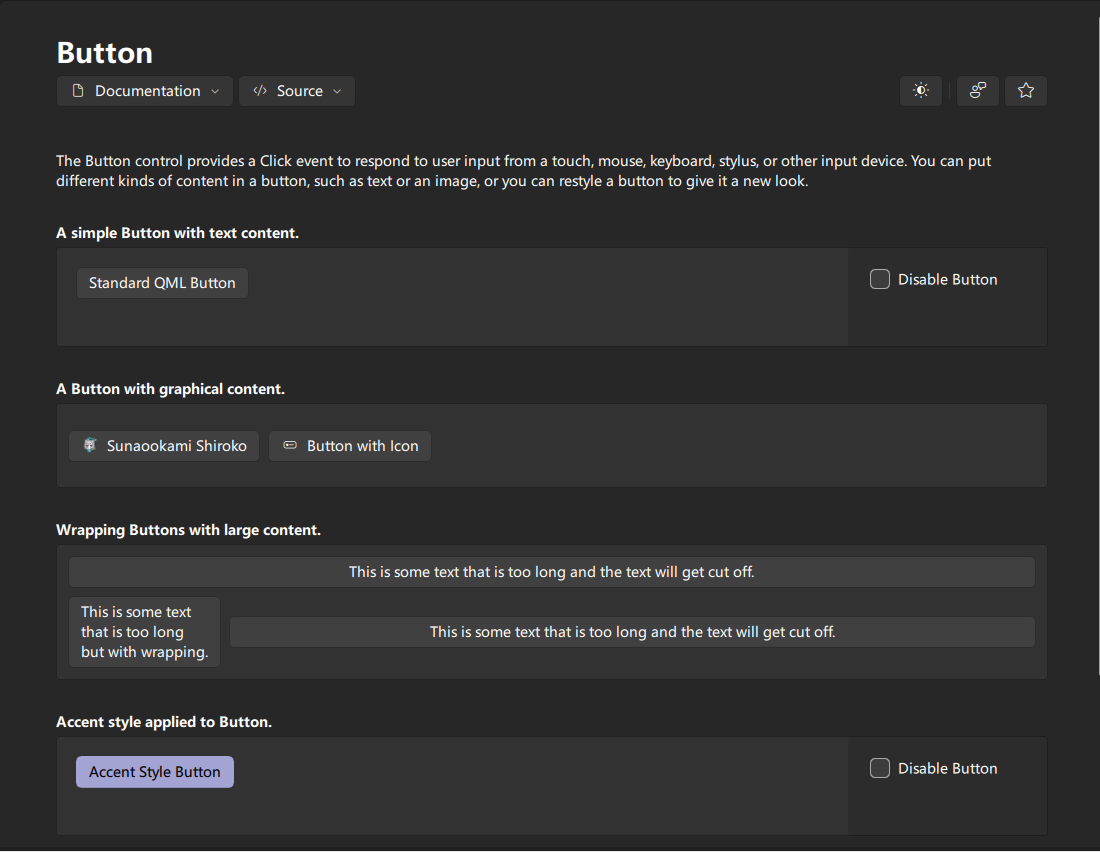 Button
Documentation
Source
The Button control provides a Click event to respond to user input from a touch, mouse, keyboard, stylus, or other input device. You can put
different kinds of content in a button, such as text or an image, or you can restyle a button to give it a new look.
A simple Button with text content.
Standard QML Button
Disable Button
A Button with graphical content.
Sunaookami Shiroko
Button with Icon
Wrapping Buttons with large content.
This is some text that is too long and the text will get cut off.
This is some text
that is too long
but with wrapping.
This is some text that is too long and the text will get cut off.
Accent style applied to Button.
Accent Style Button
Disable Button